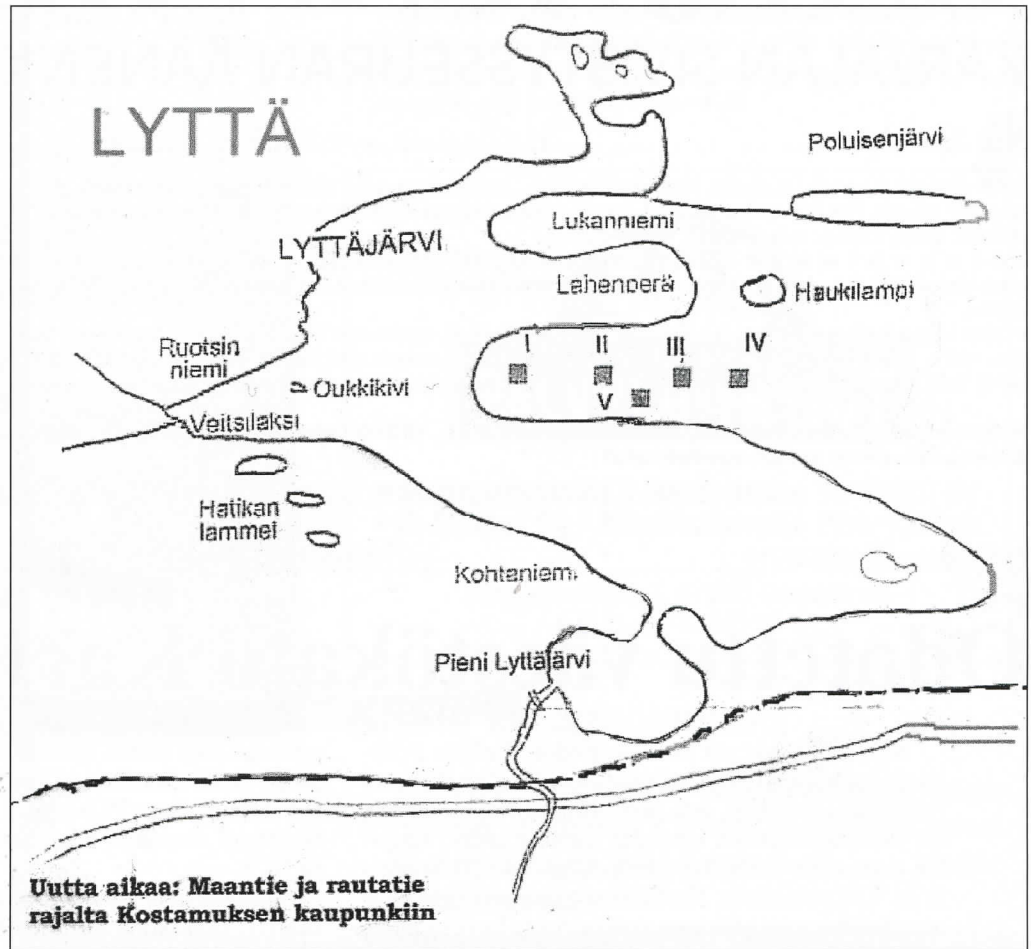 LYTTÄ
Poluisenjärvi
Lukanniemi
LYTTÄJÄRVI
Lahenperä
Haukilampi
I II III IV
Ruotsin
niemi
Oukkikivi
V
Veitsilaksi
Hatikan
lammel
Kohtaniemi
Pieni Lyttäjärvi
Uutta aikaa: Maantie ja rautatie
rajalta Kostamuksen kaupunkiin